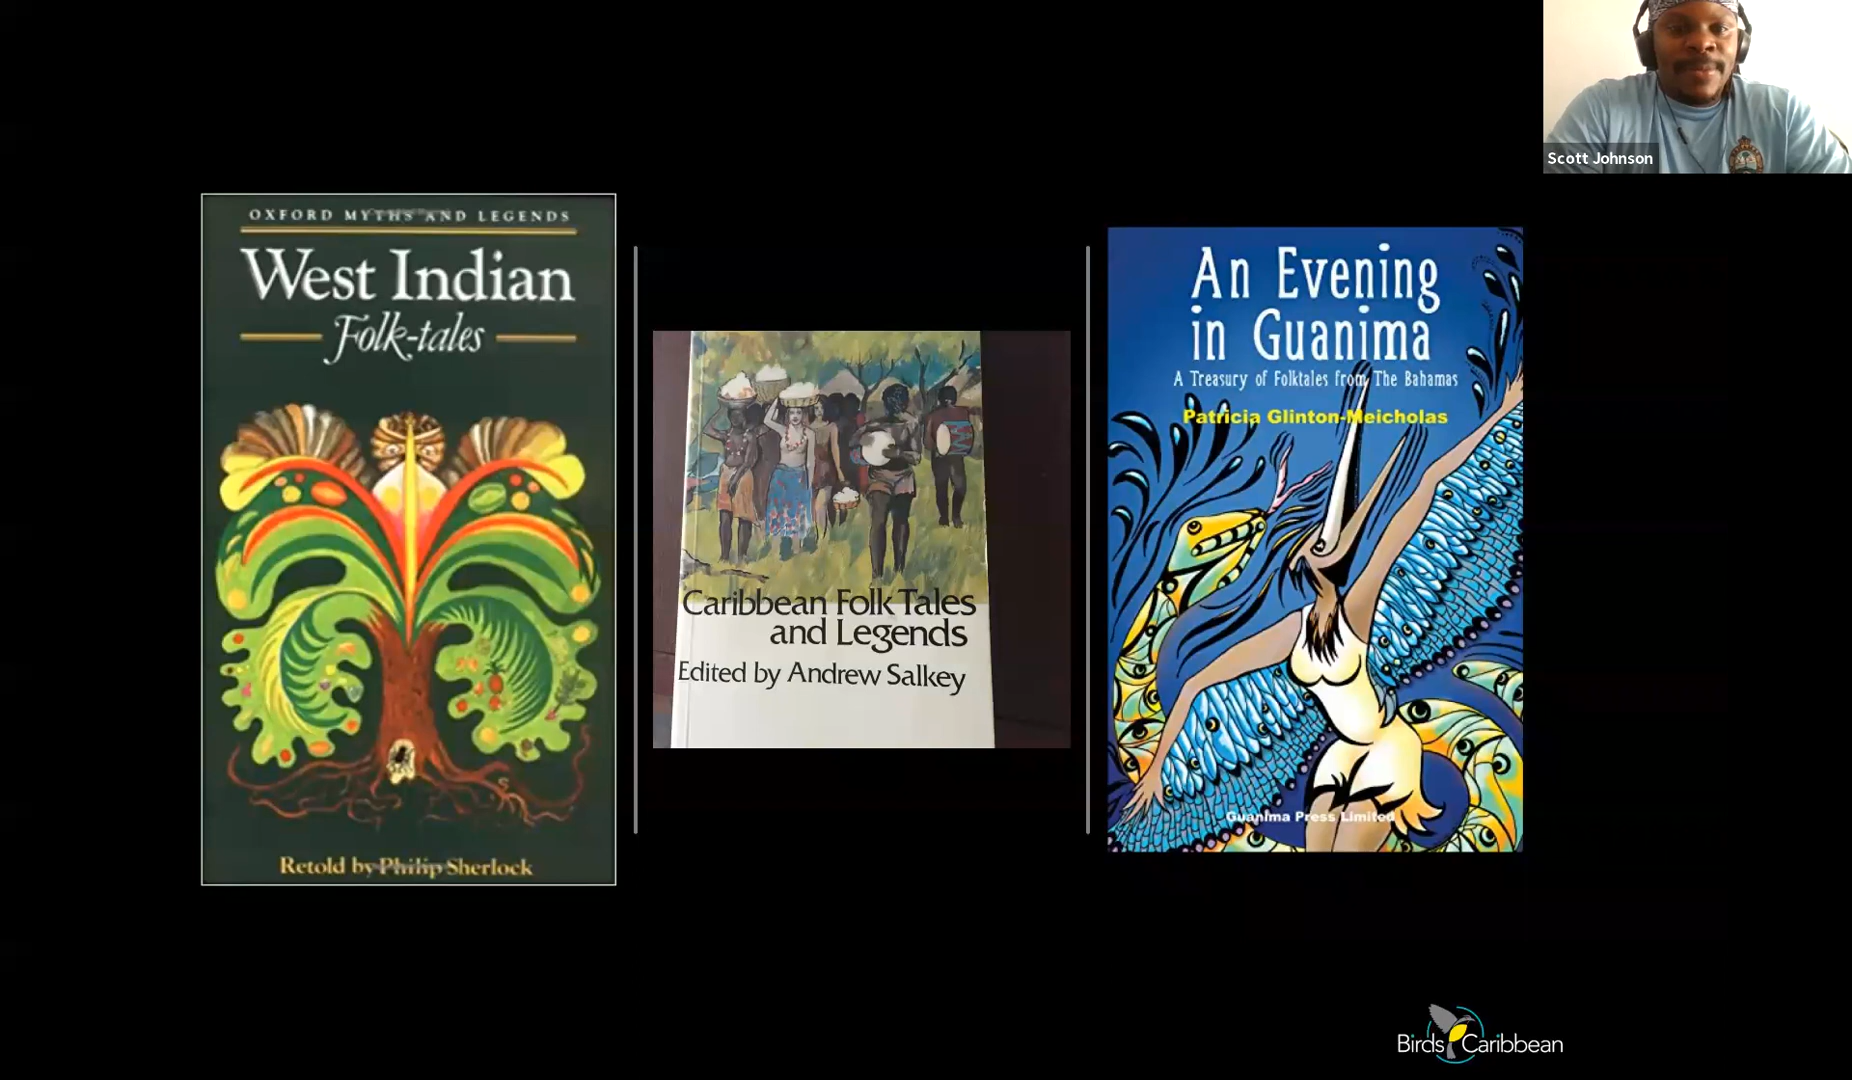 Scott Johnson
OXFORD MYTHS AND LEGENDS
West Indian
Folk-tales
Retold by Philip Sherlock
Caribbean Folk Tales
and Legends
Edited by Andrew Salkey
An Evening
in Guanima
A Treasury of Folktales from The Bahamas
Patricia Glinton-Meicholas
Guanima Press Limited
Birds Caribbean